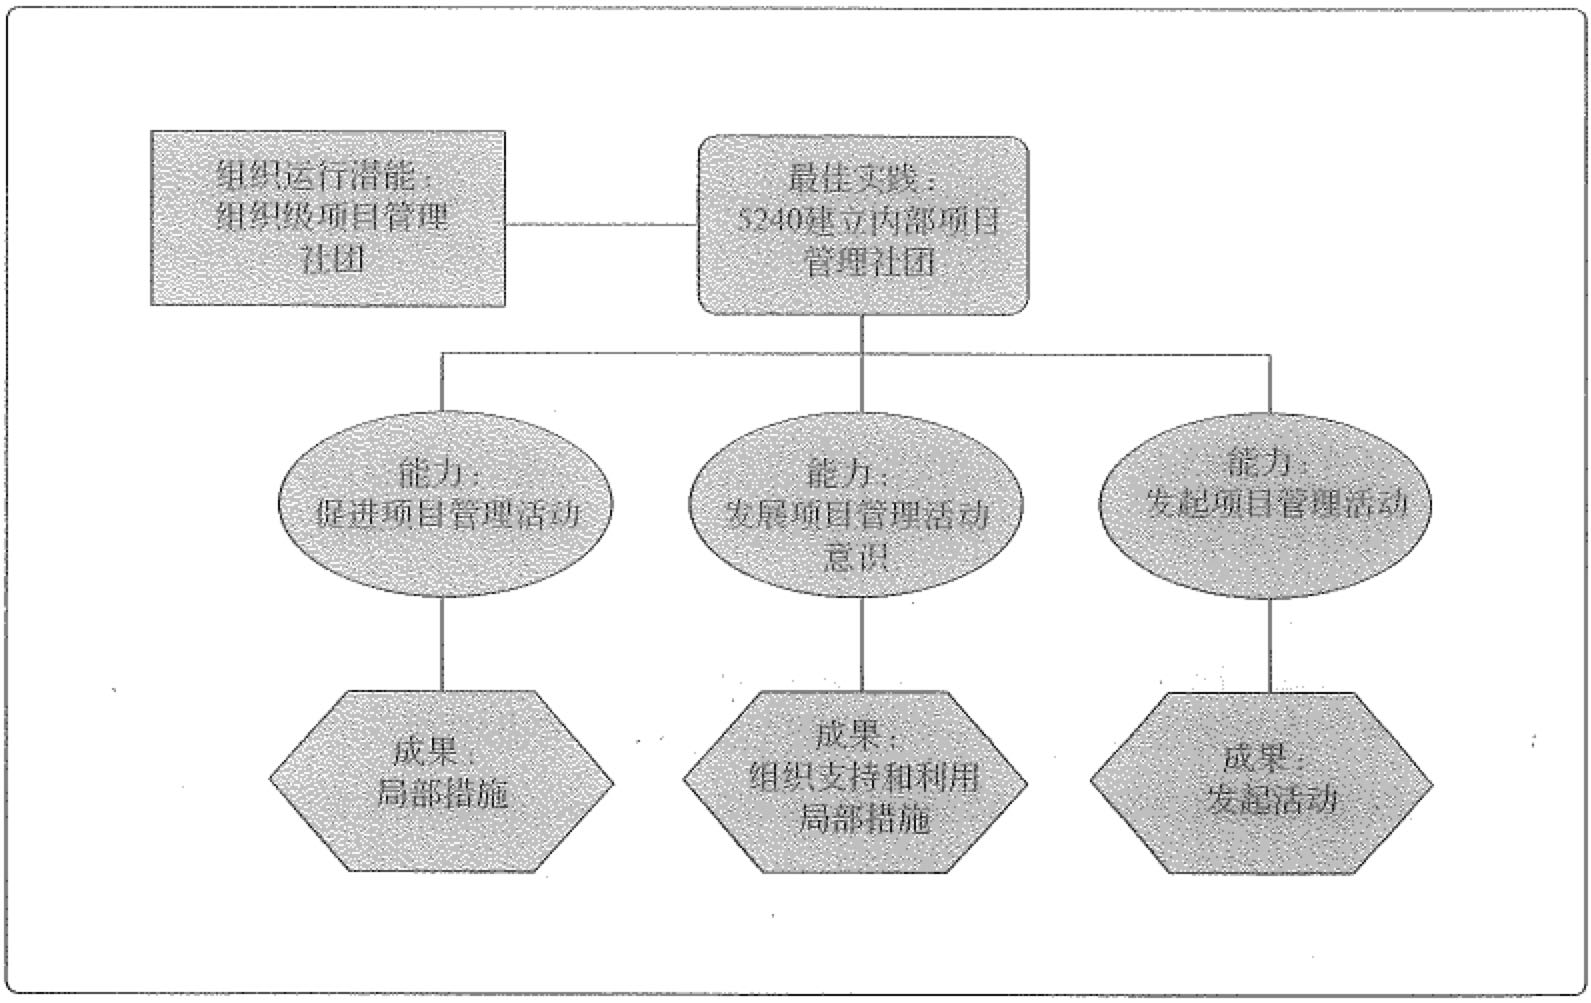 组织运行潜能：
组织级项目管理
社团
最佳实践：
5240建立内部项目
管理社团
能力：
促进项目管理活动
能力：
发展项目管理活动
意识
能力：
发起项目管理活动
成果：
局部措施
成果：
组织支持和利用
局部措施
成果：
发起活动